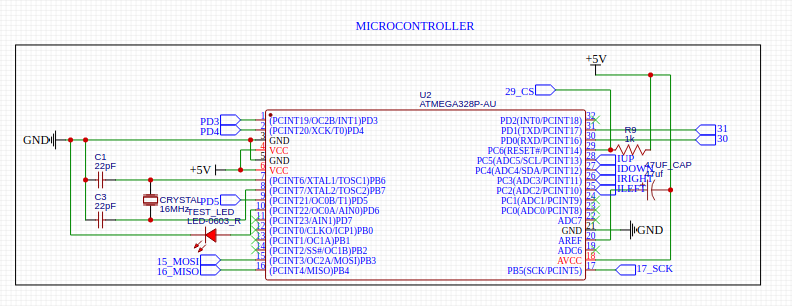 MICROCONTROLLER
+5V
29_CS
U2
ATMEGA328P-AU
PD3 1 (PCINT19/OC2B/INT1)PD3 PD2(INT0/PCINT18) 32
PD4 2 (PCINT20/XCK/T0)PD4 PD1(TXD/PCINT17) 31 31
GND 3 GND PD0(RXD/PCINT16) 30 30
R9
1k
4 VCC PC6(RESET#/PCINT14) 29
C1
22pF
5 GND PC5(ADC5/SCL/PCINT13) 28 IUP
+5V 6 VCC PC4(ADC4/SDA/PCINT12) 27 IDOWN
47UF_CAP
47uf
7 (PCINT6/XTAL1/TOSC1)PB6 PC3(ADC3/PCINT11) 26 IRIGHT
8 (PCINT7/XTAL2/TOSC2)PB7 PC2(ADC2/PCINT10) 25 ILEFT
C3
22pF
CRYSTAL
16MHz
PD5 9 (PCINT21/OC0B/T1)PD5 PC1(ADC1/PCINT9) 24
TEST_LED
LED-0603_R
10 (PCINT22/OC0A/AIN0)PD6 PC0(ADC0/PCINT8) 23
11 (PCINT23/AIN1)PD7 ADC7 22
12 (PCINT0/CLKO/ICP1)PB0 GND 21 GND
13 (PCINT1/OC1A)PB1 AREF 20
14 (PCINT2/SS#/OC1B)PB2 ADC6 19
15_MOSI 15 (PCINT3/OC2A/MOSI)PB3 AVCC 18
16_MISO 16 (PCINT4/MISO)PB4 PB5(SCK/PCINT5) 17 17_SCK